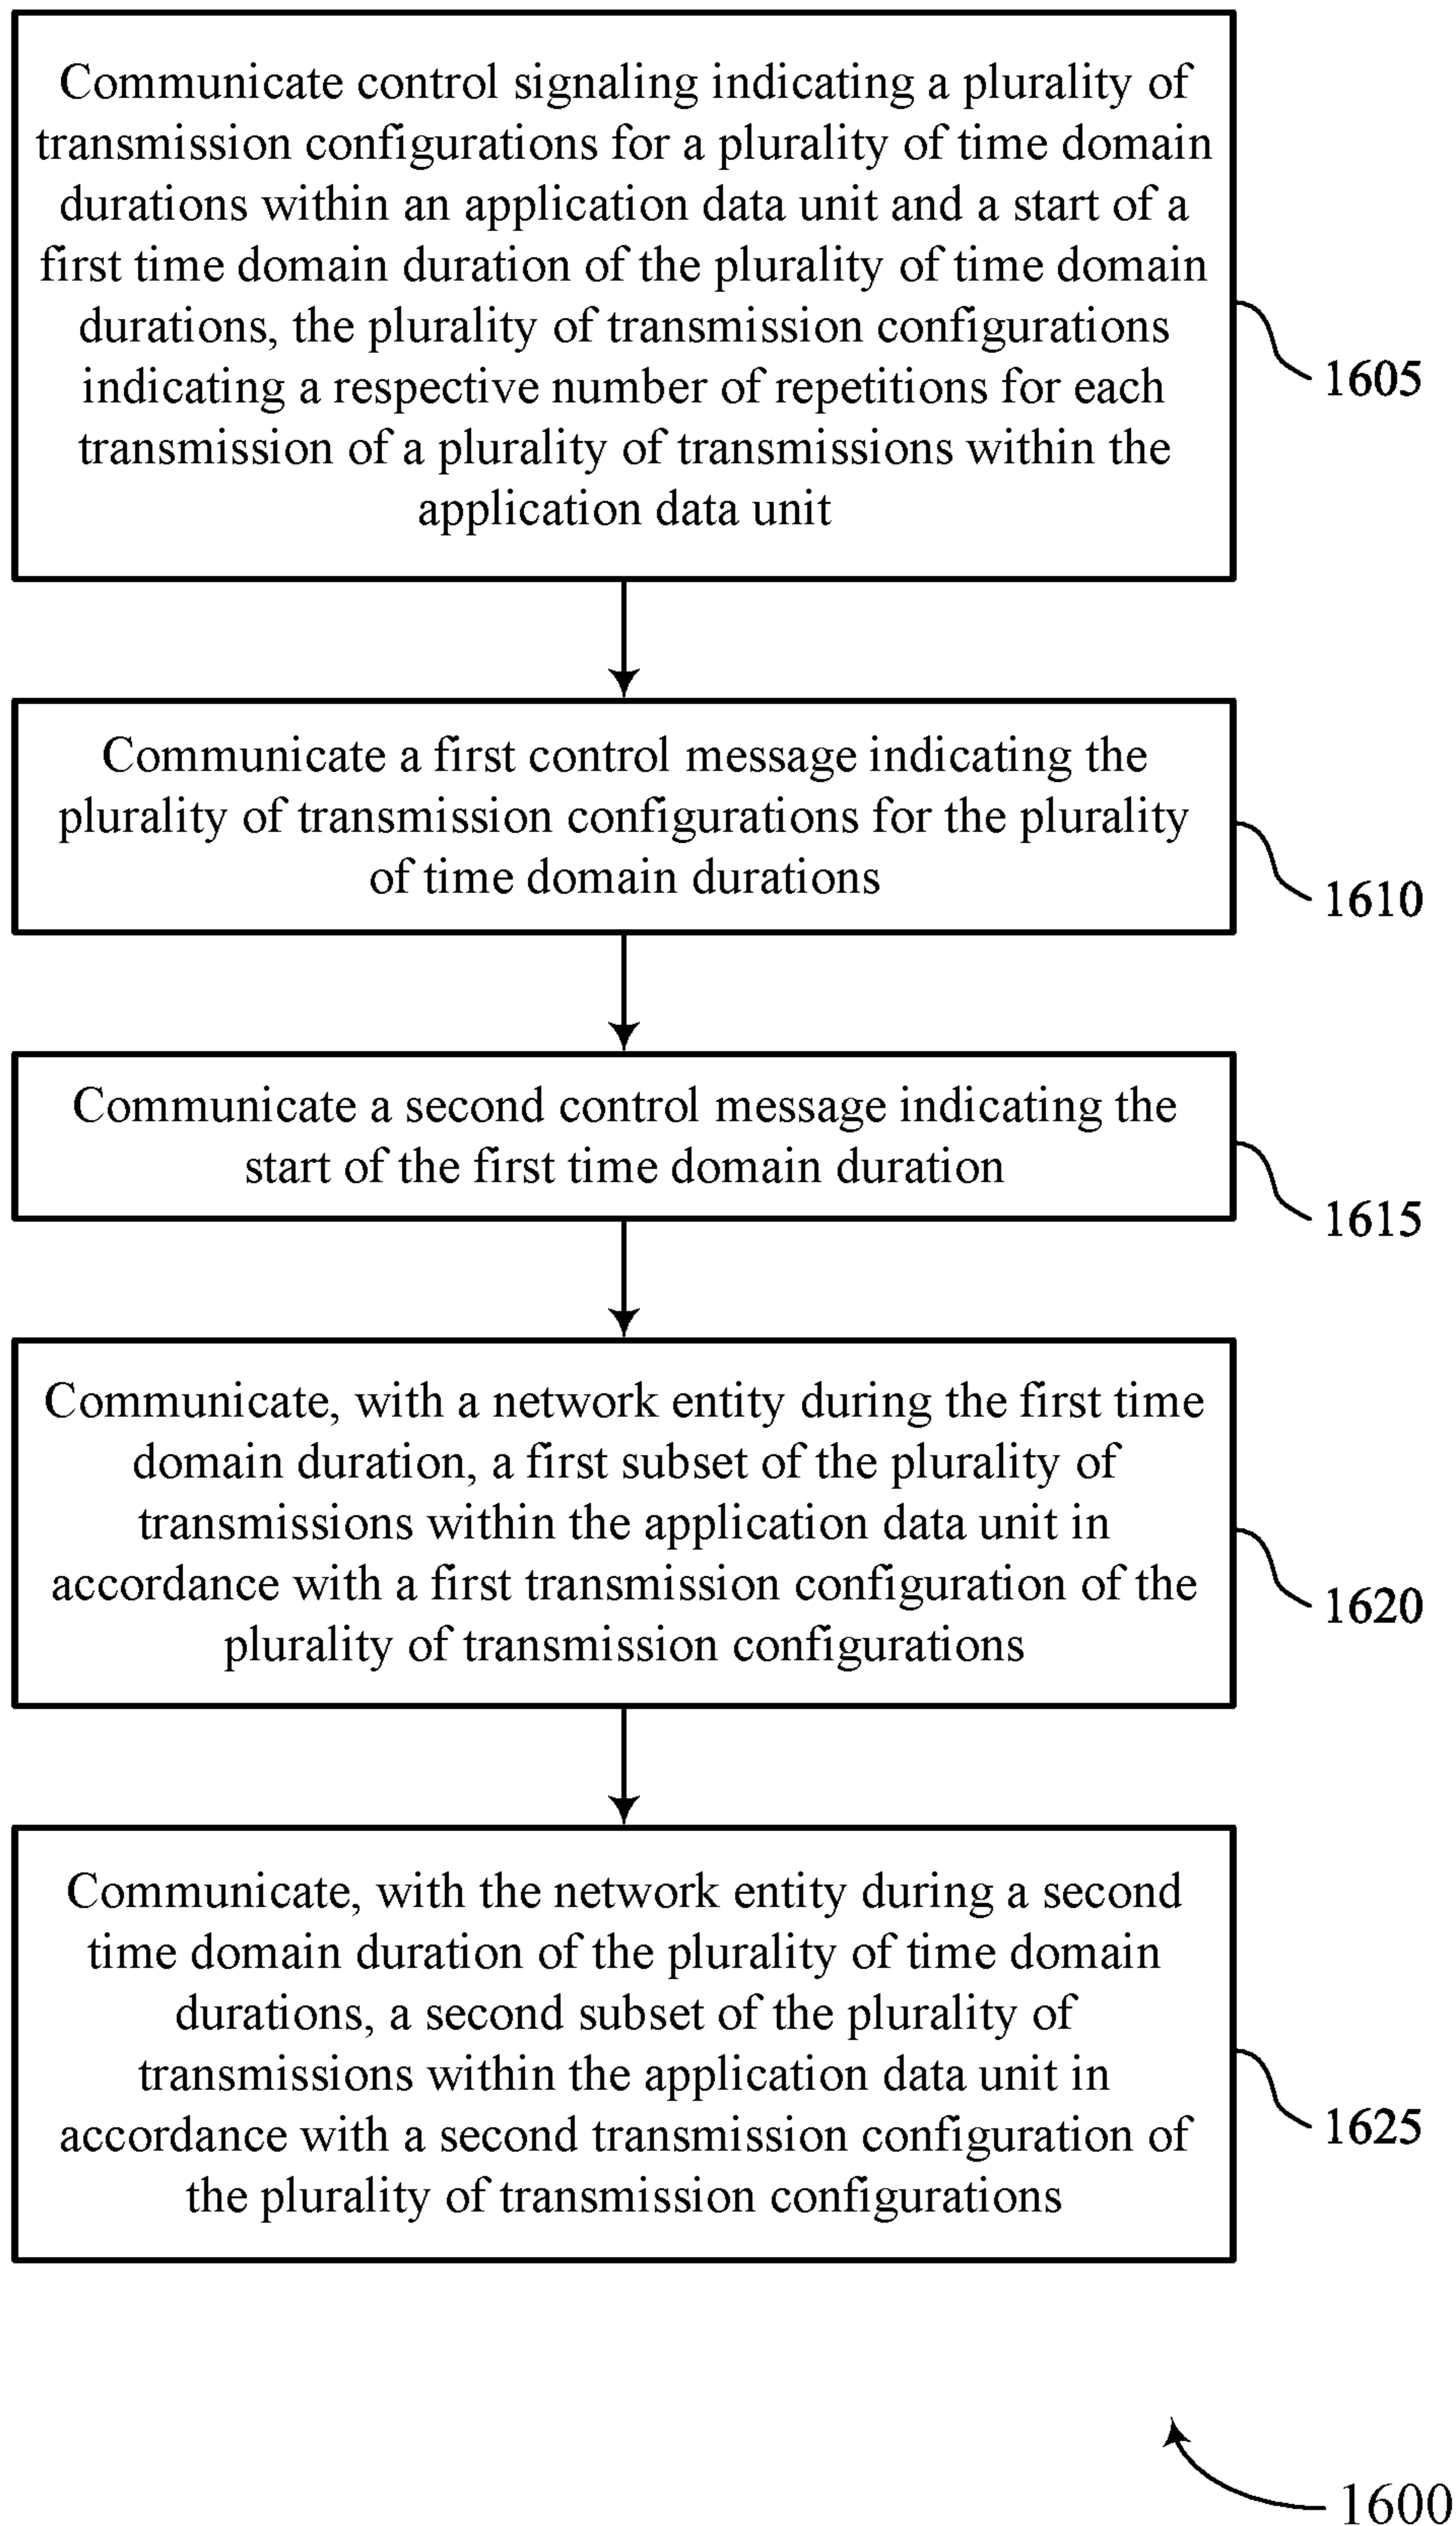 Communicate control signaling indicating a plurality of
transmission configurations for a plurality of time domain
durations within an application data unit and a start of a
first time domain duration of the plurality of time domain
durations, the plurality of transmission configurations
indicating a respective number of repetitions for each
transmission of a plurality of transmissions within the
application data unit
1605
Communicate a first control message indicating the
plurality of transmission configurations for the plurality
of time domain durations
1610
Communicate a second control message indicating the
start of the first time domain duration
1615
Communicate, with a network entity during the first time
domain duration, a first subset of the plurality of
transmissions within the application data unit in
accordance with a first transmission configuration of the
plurality of transmission configurations
1620
Communicate, with the network entity during a second
time domain duration of the plurality of time domain
durations, a second subset of the plurality of
transmissions within the application data unit in
accordance with a second transmission configuration of
the plurality of transmission configurations
1625
1600